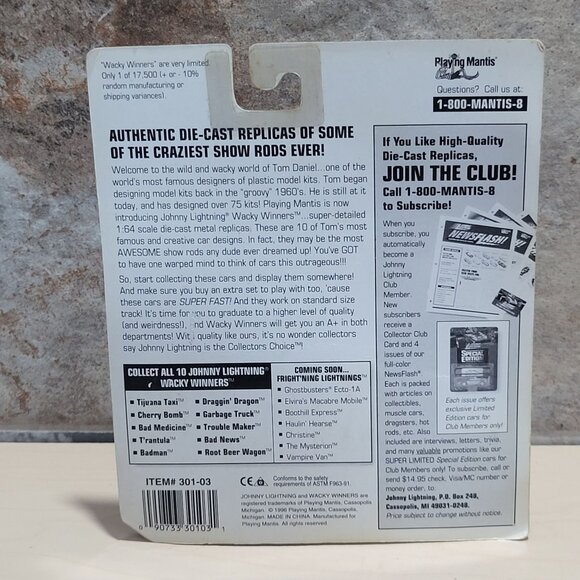 "Wacky Winners" are very limited.
Only 1 of 17,500 (+ or - 10%
random manufacturing or
shipping variances).
Playing Mantis
Questions? Call us at:
1-800-MANTIS-8
AUTHENTIC DIE-CAST REPLICAS OF SOME
OF THE CRAZIEST SHOW RODS EVER!
Welcome to the wild and wacky world of Tom Daniel...one of the
world's most famous designers of plastic model kits. Tom began
designing model kits back in the "groovy" 1960's. He is still at it
today, and has designed over 75 kits! Playing Mantis is now
introducing Johnny Lightning® Wacky Winners™...super-detailed
1:64 scale die-cast metal replicas. These are 10 of Tom's most
famous and creative car designs. In fact, they may be the most
AWESOME show rods any dude ever dreamed up! You've GOT
to have one warped mind to think of cars this outrageous!!!
So, start collecting these cars and display them somewhere!
And make sure you buy an extra set to play with too, 'cause
these cars are SUPER FAST! And they work on standard size
track! It's time for you to graduate to a higher level of quality
(and weirdness!), and Wacky Winners will get you an A+ in both
departments! With quality like ours, it's no wonder collectors
say Johnny Lightning is the Collectors Choice™!
COLLECT ALL 10 JOHNNY LIGHTNING®
WACKY WINNERS™
• Tijuana Taxi™
• Cherry Bomb™
• Bad Medicine™
• T'rantula™
• Badman™
• Draggin' Dragon™
• Garbage Truck™
• Trouble Maker™
• Bad News™
• Root Beer Wagon™
COMING SOON...
FRIGHT'NING LIGHTNINGS™
• Ghostbusters® Ecto-1A
• Elvira's Macabre Mobile™
• Boothill Express™
• Haulin' Hearse™
• Christine™
• The Mysterion™
• Vampire Van™
ITEM# 301-03
0 90733 30103 1
CE
Conforms to the safety
requirements of ASTM F963-91.
JOHNNY LIGHTNING and WACKY WINNERS are
registered trademarks of Playing Mantis, Cassopolis
Michigan. © 1996 Playing Mantis, Cassopolis,
Michigan. MADE IN CHINA. Manufactured for
Playing Mantis. All rights reserved.
If You Like High-Quality
Die-Cast Replicas,
JOIN THE CLUB!
Call 1-800-MANTIS-8
to Subscribe!
When you
subscribe, you
automatically
become a
Johnny
Lightning
Club
Member.
New
subscribers
receive a
Collector Club
Card and 4
issues of our
full-color
NewsFlash!
Each is packed
with articles on
collectibles,
muscle cars,
dragsters, hot
rods, etc. Also
included are interviews, letters, trivia,
and many valuable promotions like our
SUPER LIMITED Special Edition cars for
Club Members only! To subscribe, call or
send $14.95 check, Visa/MC number or
money order, to,
Johnny Lightning, P.O. Box 248,
Cassopolis, MI 49031-0248.
Price subject to change without notice.
NEWSFLASH!
SPECIAL
EDITION
Each issue offers
exclusive Limited
Edition cars for
Club Members only!